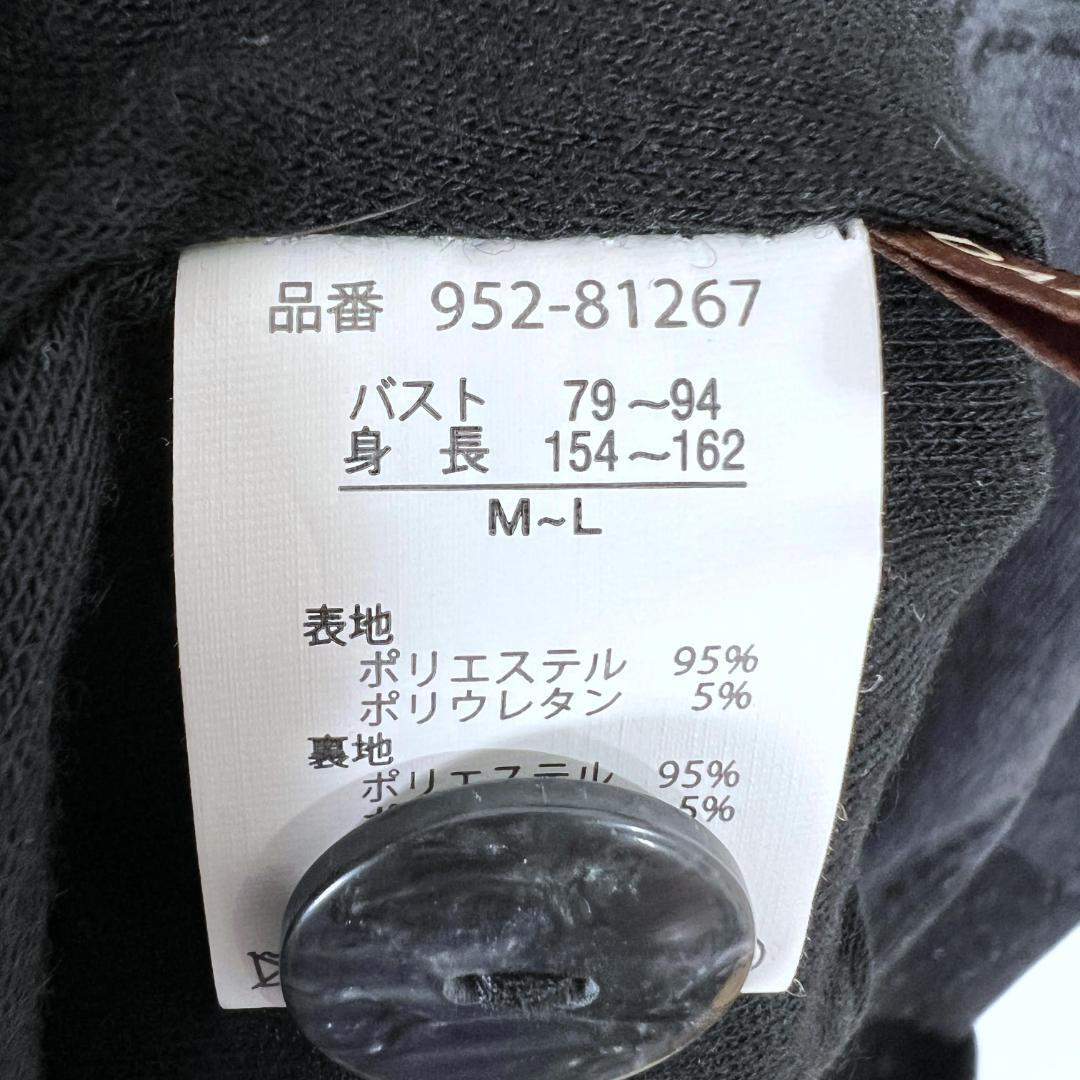 品番 952-81267
バスト 79~94
身 長 154~162
M~L
表地
ポリエステル 95%
ポリウレタン 5%
裏地
ポリエステル 95%
5%